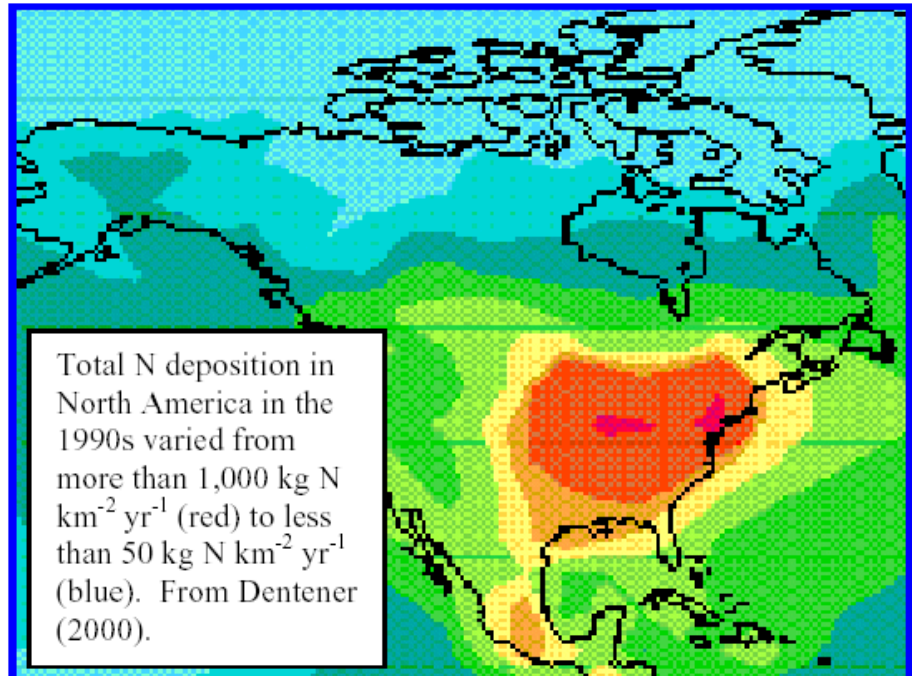 Total N deposition in
North America in the
1990s varied from
more than 1,000 kg N
km⁻² yr⁻¹ (red) to less
than 50 kg N km⁻² yr⁻¹
(blue).  From Dentener
(2000).